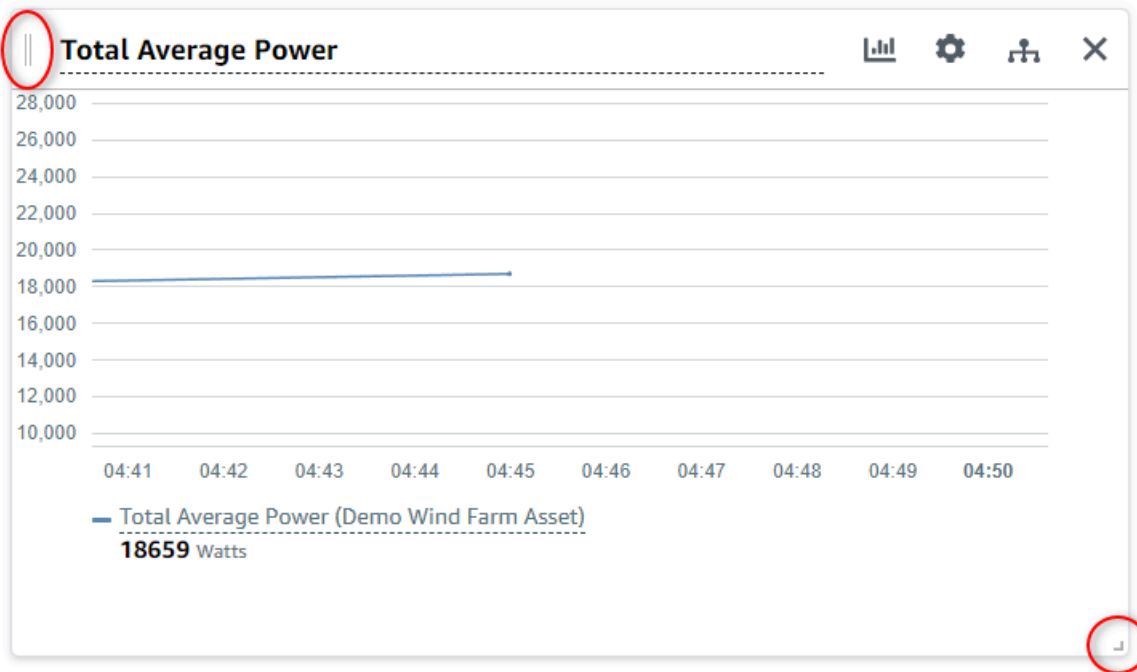 Total Average Power
28,000
26,000
24,000
22,000
20,000
18,000
16,000
14,000
12,000
10,000
04:41 04:42 04:43 04:44 04:45 04:46 04:47 04:48 04:49 04:50
Total Average Power (Demo Wind Farm Asset)
18659 Watts